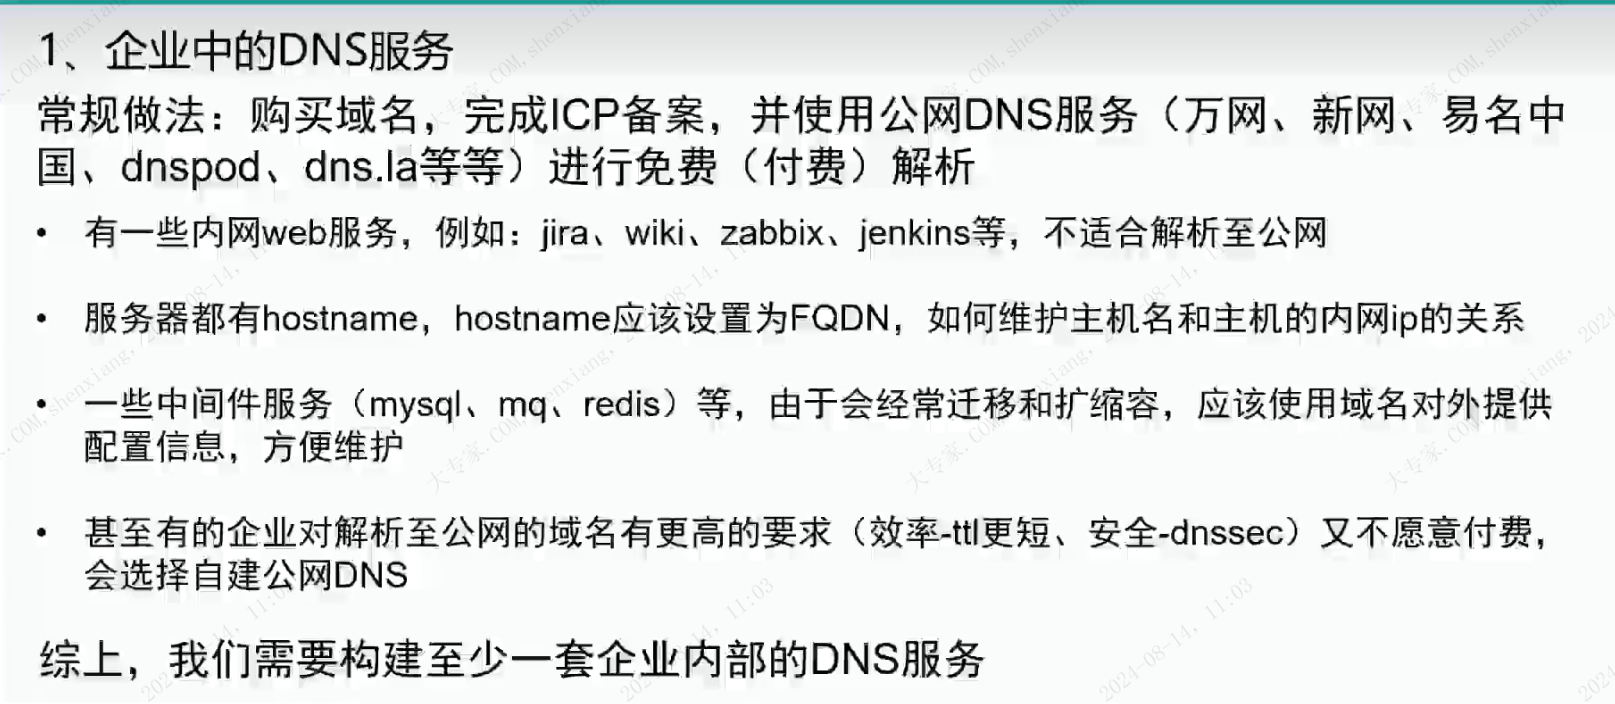 1、企业中的DNS服务
常规做法：购买域名，完成ICP备案，并使用公网DNS服务（万网、新网、易名中
国、dnspod、dns.la等等）进行免费（付费）解析
• 有一些内网web服务，例如：jira、wiki、zabbix、jenkins等，不适合解析至公网
• 服务器都有hostname，hostname应该设置为FQDN，如何维护主机名和主机的内网ip的关系
• 一些中间件服务（mysql、mq、redis）等，由于会经常迁移和扩缩容，应该使用域名对外提供
配置信息，方便维护
• 甚至有的企业对解析至公网的域名有更高的要求（效率-ttl更短、安全-dnssec）又不愿意付费，
会选择自建公网DNS
综上，我们需要构建至少一套企业内部的DNS服务
大专家.COM,shenxiang, 2024-08-14, 11:03